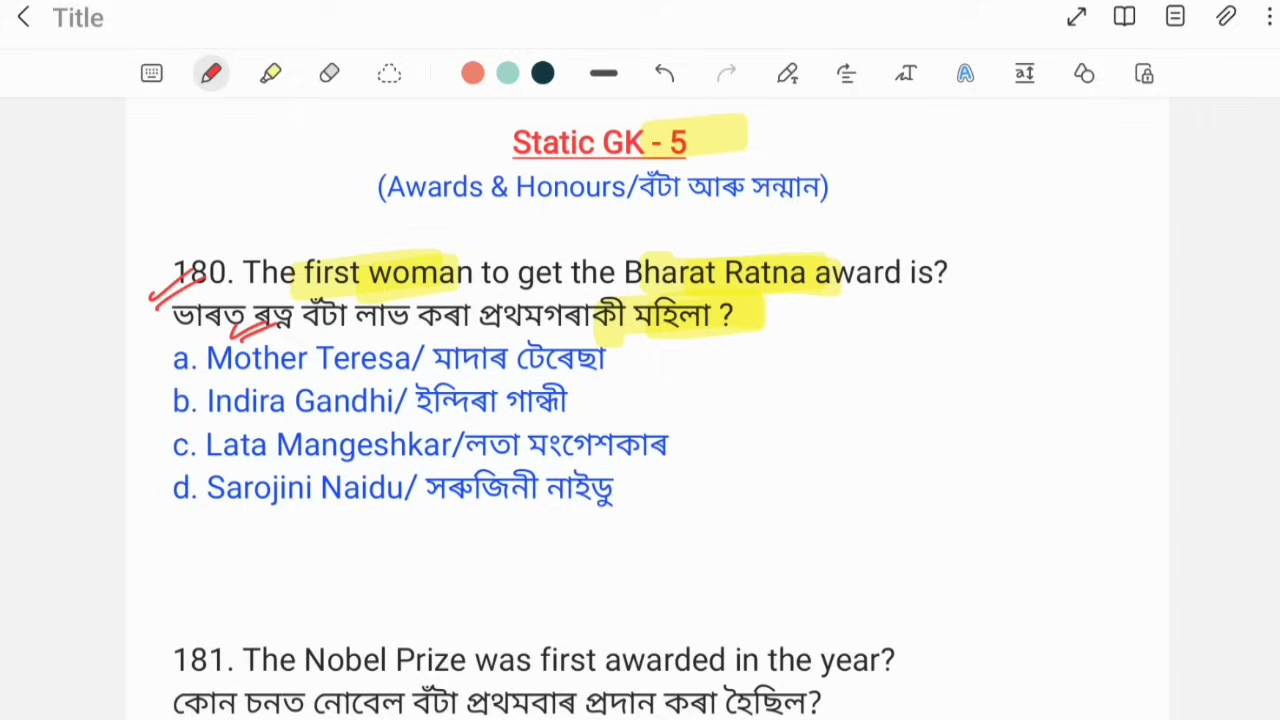 Title
Static GK - 5
(Awards & Honours/বঁটা আৰু সন্মান)
180. The first woman to get the Bharat Ratna award is?
ভাৰত ৰত্ন বঁটা লাভ কৰা প্ৰথমগৰাকী মহিলা ?
a. Mother Teresa/ মাদাৰ টেৰেছা
b. Indira Gandhi/ ইন্দিৰা গান্ধী
c. Lata Mangeshkar/লতা মংগেশকাৰ
d. Sarojini Naidu/ সৰুজিনী নাইডু
181. The Nobel Prize was first awarded in the year?
কোন চনত নোবেল বঁটা প্ৰথমবাৰ প্ৰদান কৰা হৈছিল?